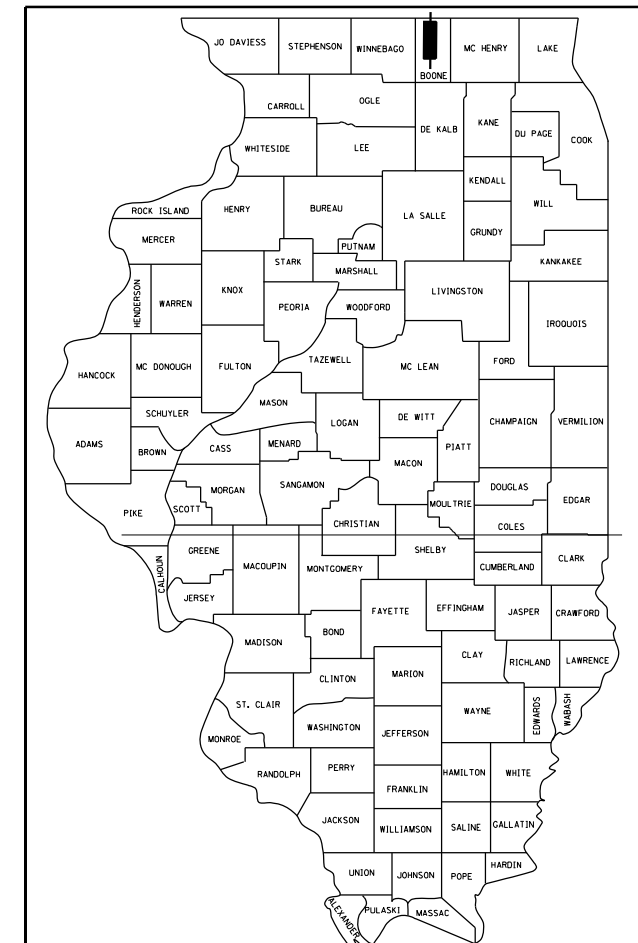 JO DAVIESS
STEPHENSON
WINNEBAGO
BOONE
MC HENRY
LAKE
CARROLL
OGLE
DE KALB
KANE
DU PAGE
COOK
WHITESIDE
LEE
KENDALL
WILL
ROCK ISLAND
HENRY
BUREAU
LA SALLE
GRUNDY
MERCER
PUTNAM
KANKAKEE
STARK
MARSHALL
HENDERSON
WARREN
KNOX
PEORIA
WOODFORD
LIVINGSTON
IROQUOIS
HANCOCK
MC DONOUGH
FULTON
TAZEWELL
MC LEAN
FORD
MASON
SCHUYLER
LOGAN
DE WITT
CHAMPAIGN
VERMILION
ADAMS
BROWN
CASS
MENARD
PIATT
MACON
MORGAN
SANGAMON
DOUGLAS
EDGAR
PIKE
SCOTT
MOULTRIE
CHRISTIAN
COLES
GREENE
SHELBY
CALHOUN
MACOUPIN
MONTGOMERY
CUMBERLAND
CLARK
JERSEY
FAYETTE
EFFINGHAM
JASPER
CRAWFORD
MADISON
BOND
CLAY
RICHLAND
LAWRENCE
CLINTON
MARION
ST. CLAIR
WAYNE
EDWARDS
WABASH
WASHINGTON
JEFFERSON
MONROE
RANDOLPH
PERRY
HAMILTON
WHITE
FRANKLIN
JACKSON
WILLIAMSON
SALINE
GALLATIN
UNION
JOHNSON
POPE
HARDIN
ALEXANDER
PULASKI
MASSAC